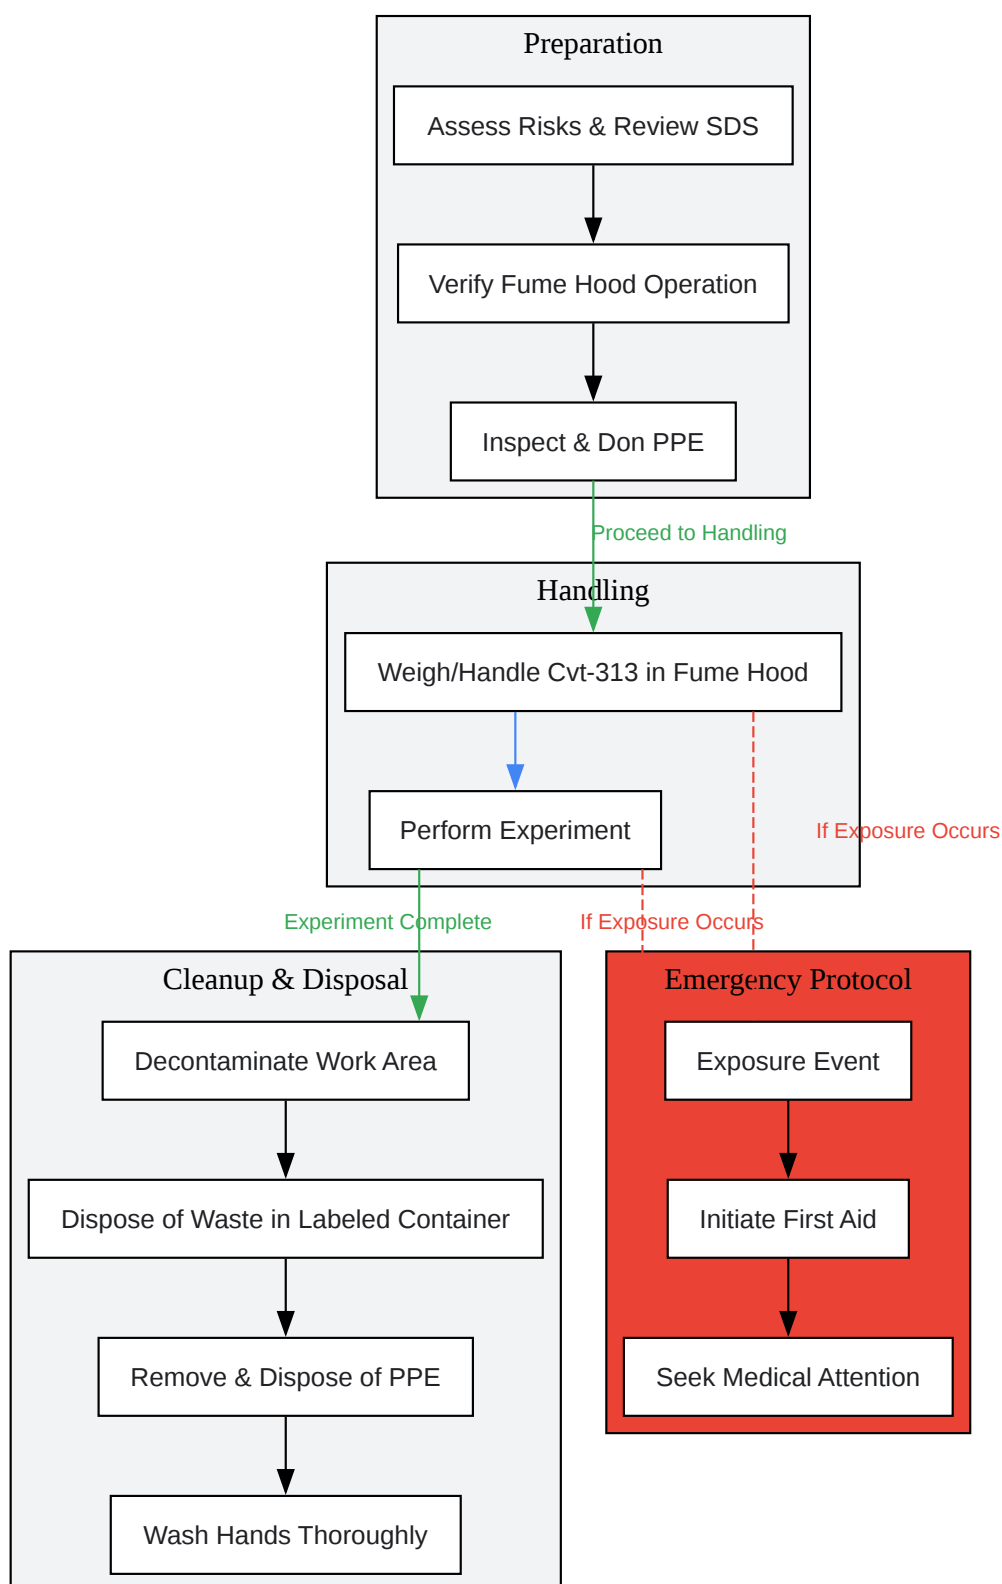 Preparation
Assess Risks & Review SDS
Verify Fume Hood Operation
Inspect & Don PPE
Proceed to Handling
Handling
Weigh/Handle Cvt-313 in Fume Hood
Perform Experiment
If Exposure Occurs
Experiment Complete
If Exposure Occurs
Cleanup & Disposal
Decontaminate Work Area
Dispose of Waste in Labeled Container
Remove & Dispose of PPE
Wash Hands Thoroughly
Emergency Protocol
Exposure Event
Initiate First Aid
Seek Medical Attention